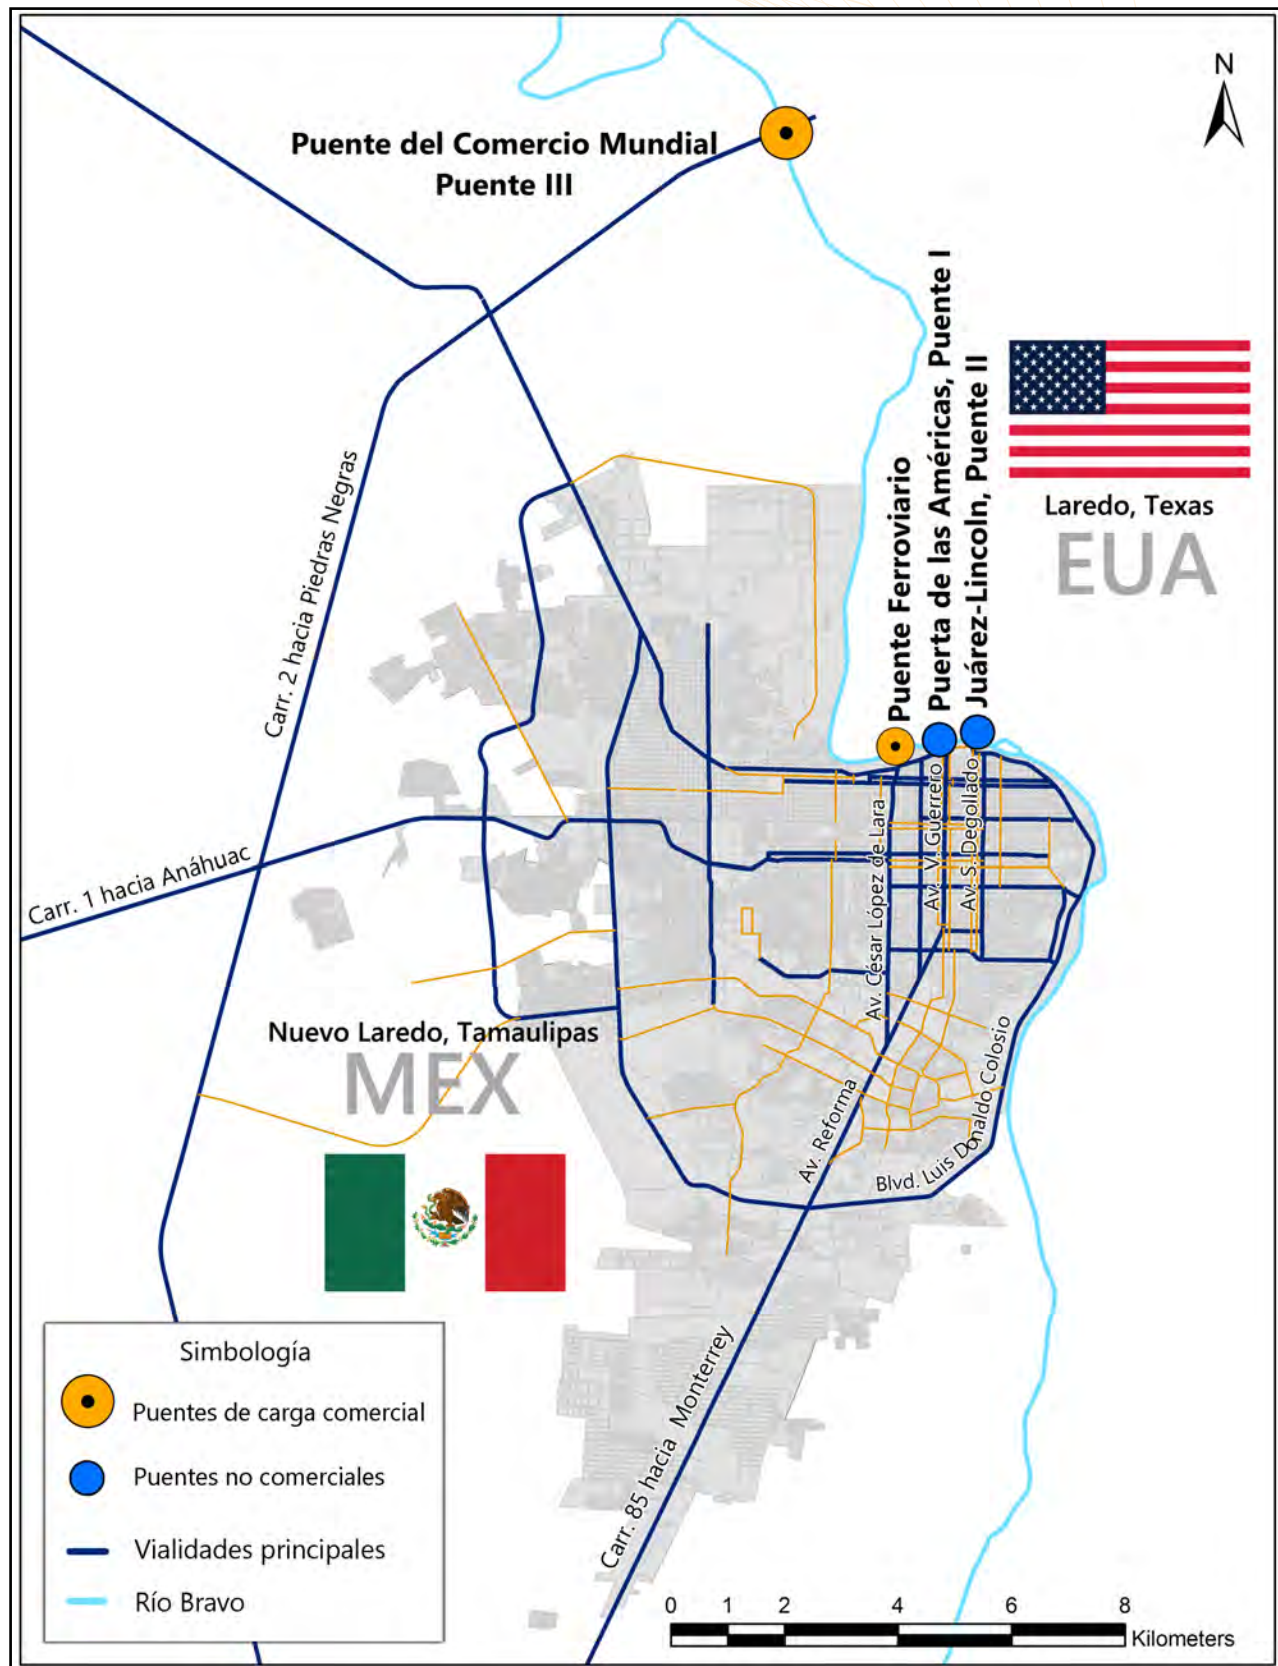 N
Puente del Comercio Mundial
Puente III
Puente Ferroviario
Puerta de las Américas, Puente I
Juárez-Lincoln, Puente II
Laredo, Texas
EUA
Carr. 2 hacia Piedras Negras
Carr. 1 hacia Anáhuac
Av. César López de Lara
Av. V. Guerrero
Av. S. Degollado
Nuevo Laredo, Tamaulipas
MEX
Av. Reforma
Blvd. Luis Donaldo Colosio
Carr. 85 hacia Monterrey
Simbología
Puentes de carga comercial
Puentes no comerciales
Vialidades principales
Río Bravo
0 1 2 4 6 8
Kilometers